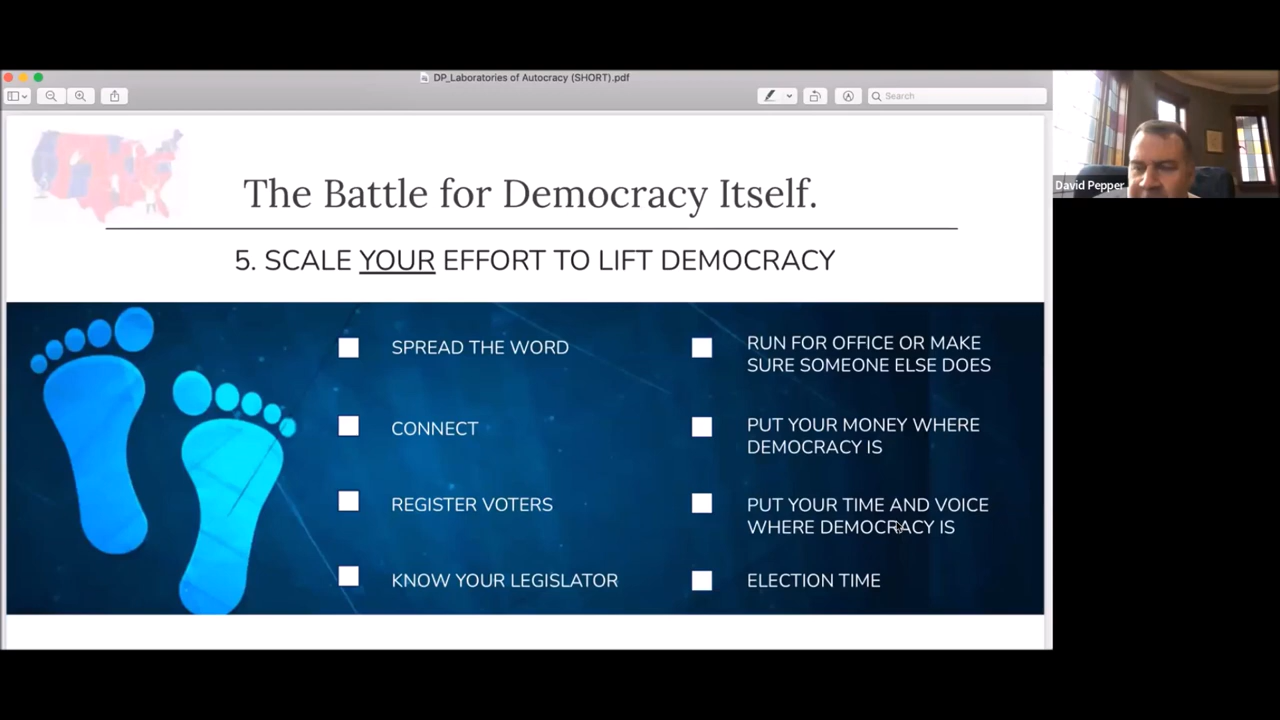 DP_Laboratories of Autocracy (SHORT).pdf
Search
David Pepper
The Battle for Democracy Itself.
5. SCALE YOUR EFFORT TO LIFT DEMOCRACY
SPREAD THE WORD
CONNECT
REGISTER VOTERS
KNOW YOUR LEGISLATOR
RUN FOR OFFICE OR MAKE
SURE SOMEONE ELSE DOES
PUT YOUR MONEY WHERE
DEMOCRACY IS
PUT YOUR TIME AND VOICE
WHERE DEMOCRACY IS
ELECTION TIME